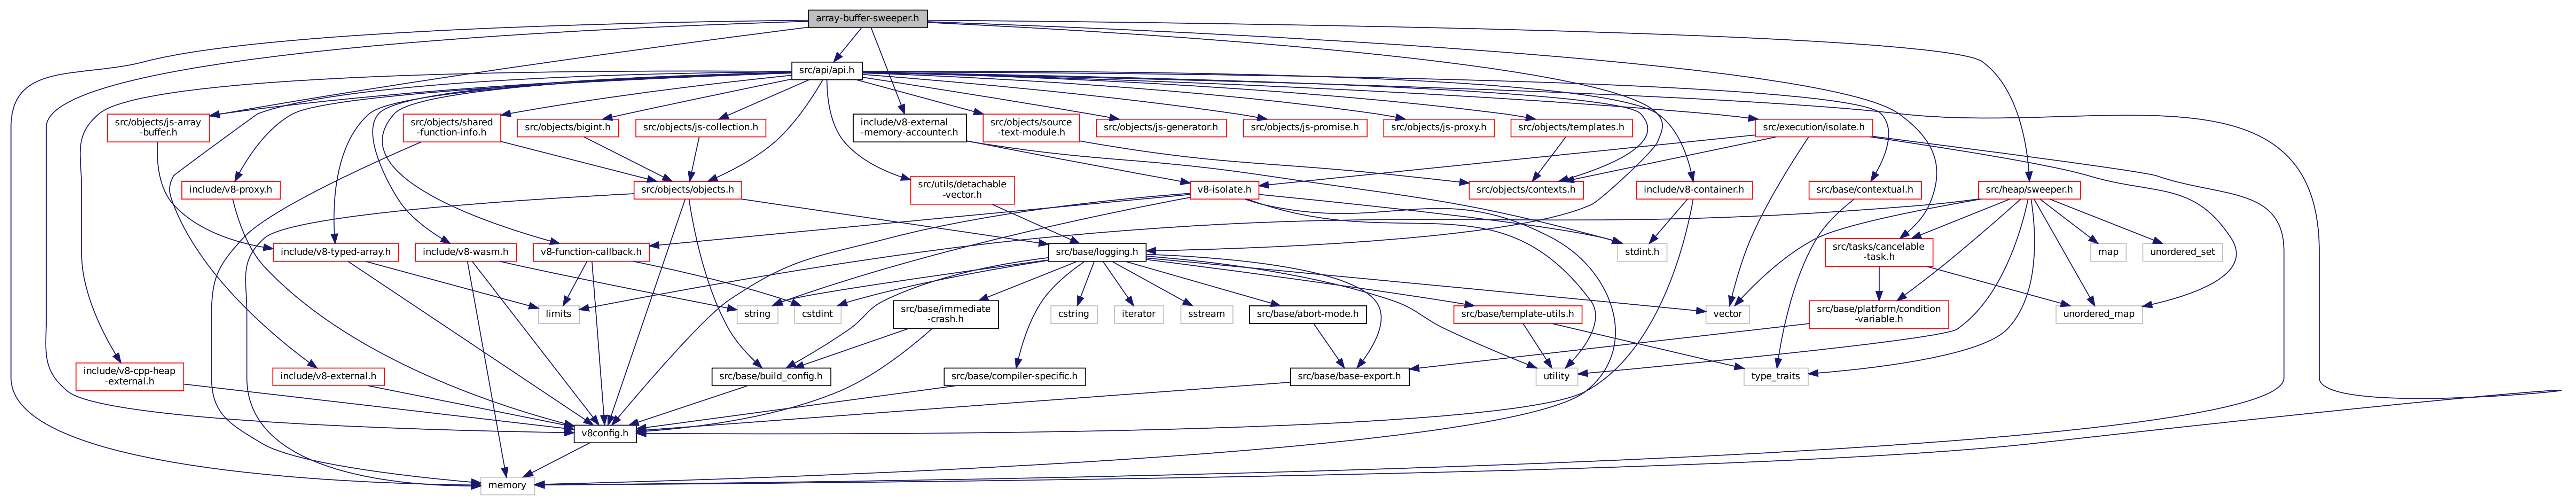 array-buffer-sweeper.h
src/api/api.h
src/objects/js-array
-buffer.h
src/objects/shared
-function-info.h
src/objects/bigint.h
src/objects/js-collection.h
include/v8-external
-memory-accounter.h
src/objects/source
-text-module.h
src/objects/js-generator.h
src/objects/js-promise.h
src/objects/js-proxy.h
src/objects/templates.h
src/execution/isolate.h
include/v8-proxy.h
src/objects/objects.h
src/utils/detachable
-vector.h
v8-isolate.h
src/objects/contexts.h
include/v8-container.h
src/base/contextual.h
src/heap/sweeper.h
include/v8-typed-array.h
include/v8-wasm.h
v8-function-callback.h
src/base/logging.h
stdint.h
src/tasks/cancelable
-task.h
map
unordered_set
limits
string
cstdint
src/base/immediate
-crash.h
cstring
iterator
sstream
src/base/abort-mode.h
src/base/template-utils.h
vector
src/base/platform/condition
-variable.h
unordered_map
include/v8-cpp-heap
-external.h
include/v8-external.h
src/base/build_config.h
src/base/compiler-specific.h
src/base/base-export.h
utility
type_traits
v8config.h
memory